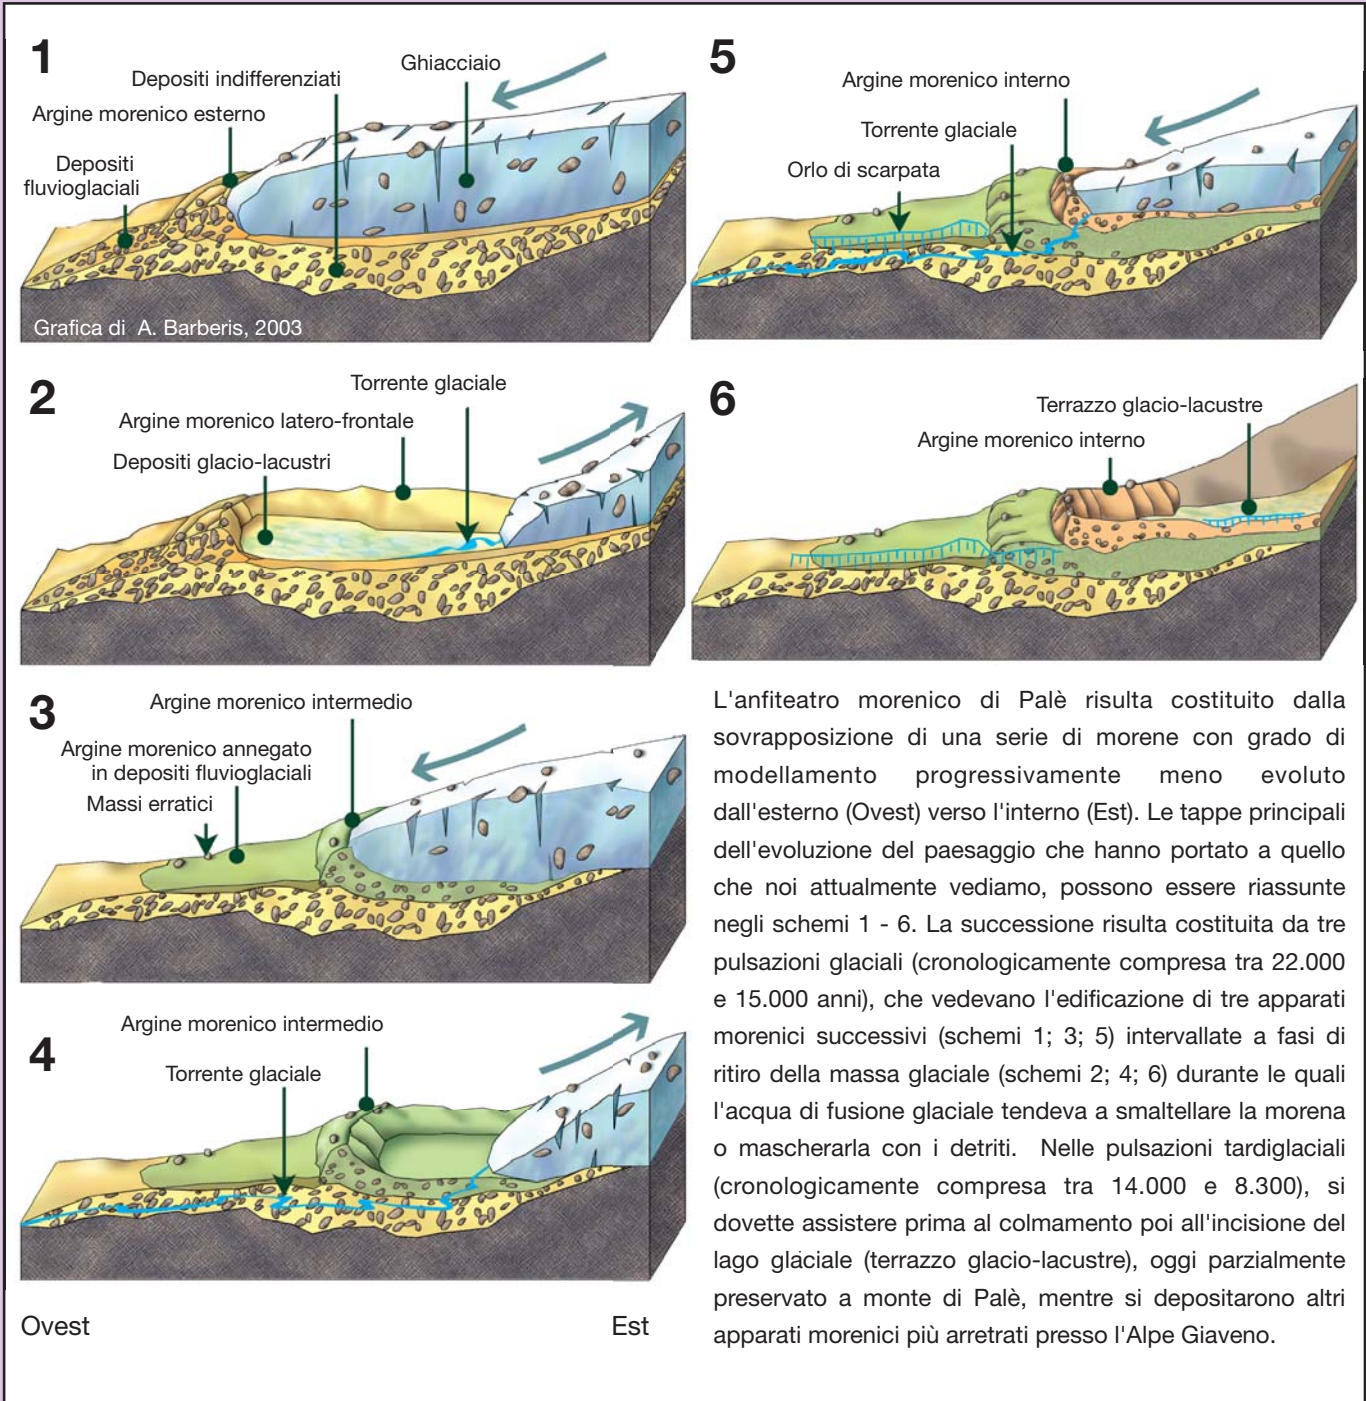 1
Ghiacciaio
Depositi indifferenziati
Argine morenico esterno
Depositi
fluvioglaciali
Grafica di A. Barberis, 2003
2
Torrente glaciale
Argine morenico latero-frontale
Depositi glacio-lacustri
3
Argine morenico intermedio
Argine morenico annegato
in depositi fluvioglaciali
Massi erratici
4
Argine morenico intermedio
Torrente glaciale
Ovest
Est
5
Argine morenico interno
Torrente glaciale
Orlo di scarpata
6
Terrazzo glacio-lacustre
Argine morenico interno
L'anfiteatro morenico di Palè risulta costituito dalla
sovrapposizione di una serie di morene con grado di
modellamento progressivamente meno evoluto
dall'esterno (Ovest) verso l'interno (Est). Le tappe principali
dell'evoluzione del paesaggio che hanno portato a quello
che noi attualmente vediamo, possono essere riassunte
negli schemi 1 - 6. La successione risulta costituita da tre
pulsazioni glaciali (cronologicamente compresa tra 22.000
e 15.000 anni), che vedevano l'edificazione di tre apparati
morenici successivi (schemi 1; 3; 5) intervallate a fasi di
ritiro della massa glaciale (schemi 2; 4; 6) durante le quali
l'acqua di fusione glaciale tendeva a smaltellare la morena
o mascherarla con i detriti. Nelle pulsazioni tardiglaciali
(cronologicamente compresa tra 14.000 e 8.300), si
dovette assistere prima al colmamento poi all'incisione del
lago glaciale (terrazzo glacio-lacustre), oggi parzialmente
preservato a monte di Palè, mentre si depositarono altri
apparati morenici più arretrati presso l'Alpe Giaveno.